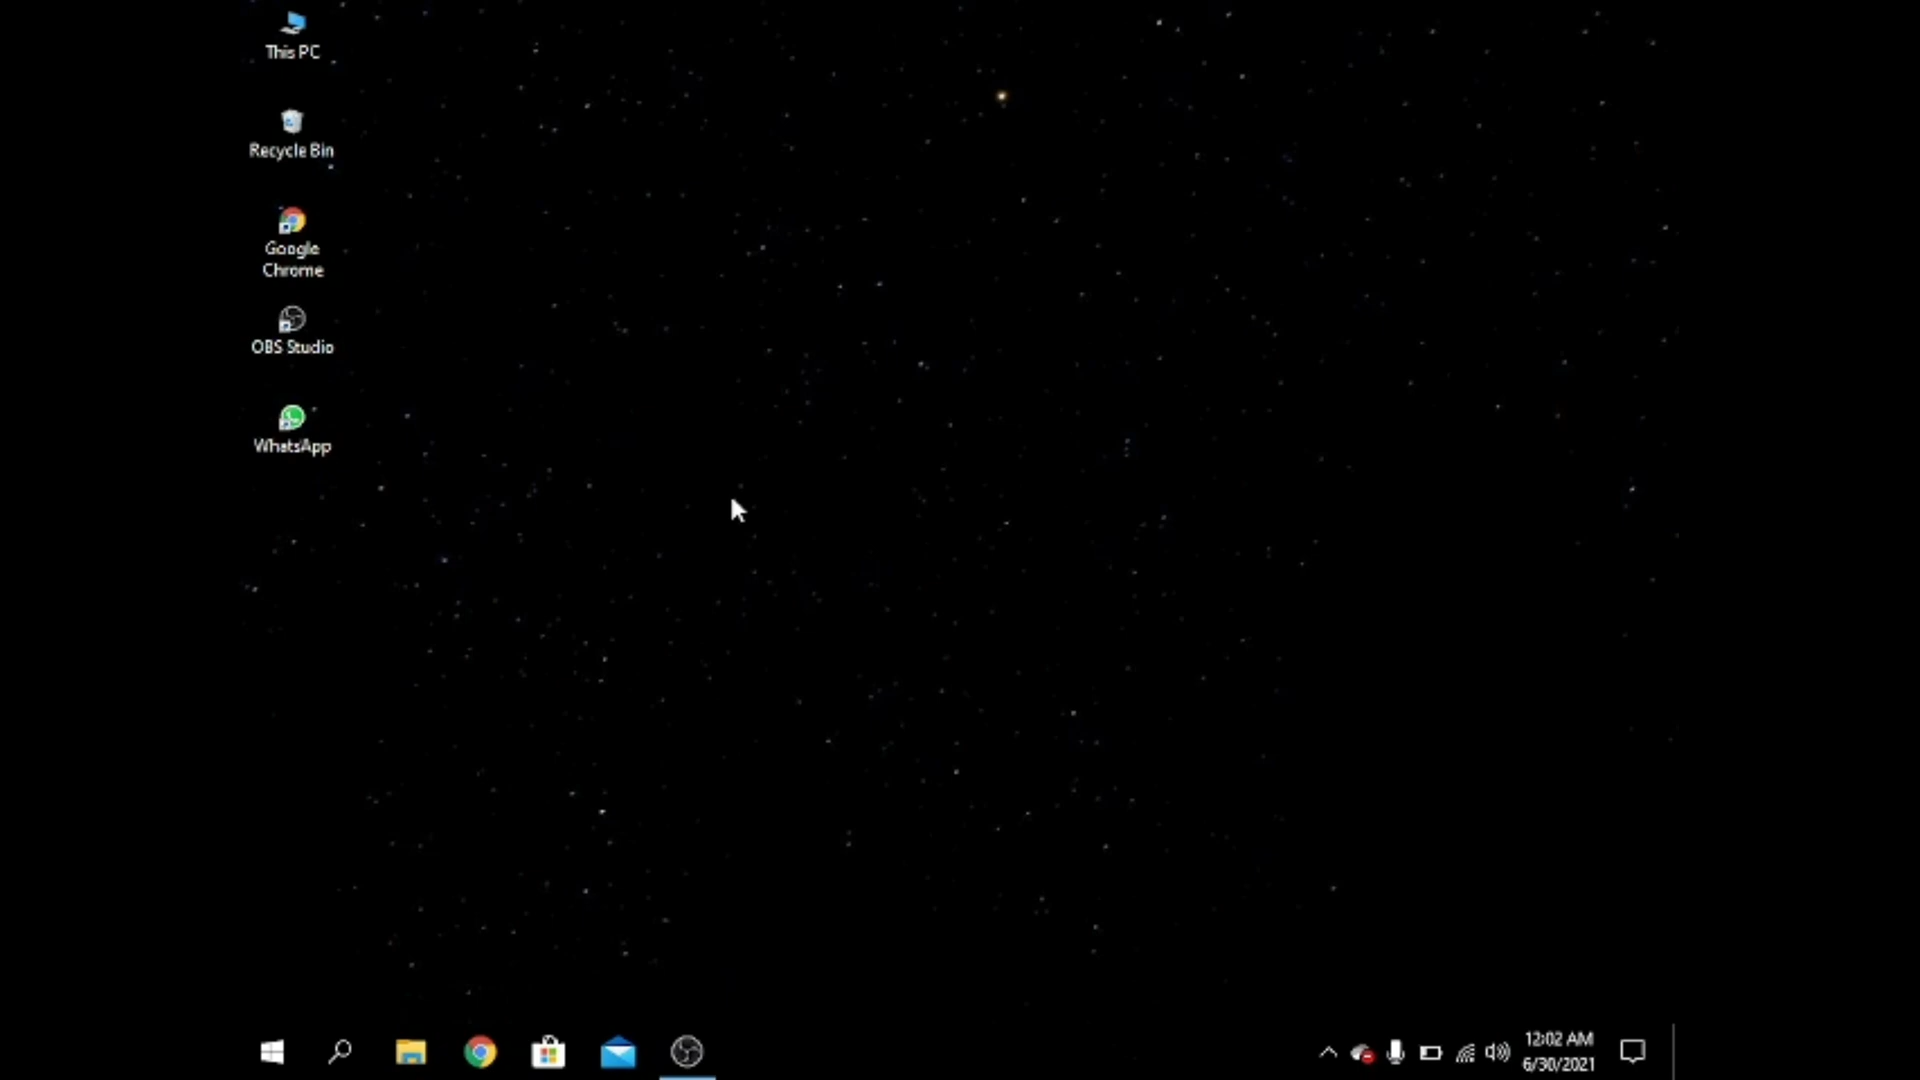 This PC
Recycle Bin
Google
Chrome
OBS Studio
WhatsApp
12:02 AM
6/30/2021